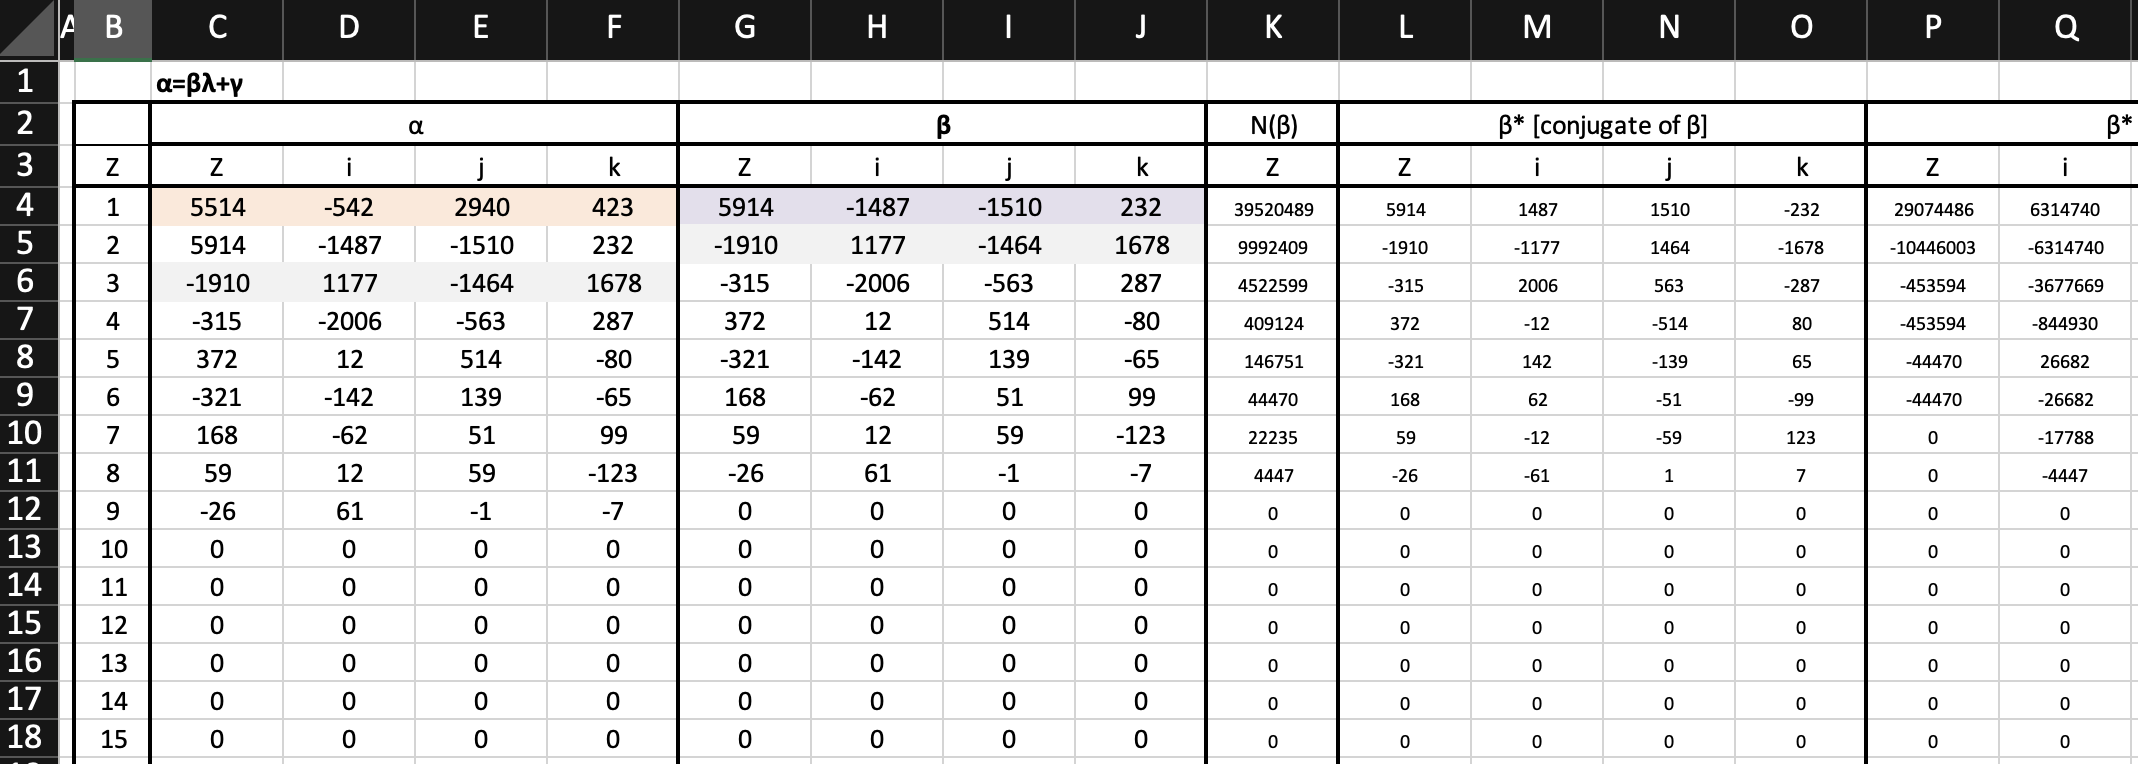 A B C D E F G H I J K L M N O P Q
1 α=βλ+γ
2 α β N(β) β* [conjugate of β] β*
3 Z Z i j k Z i j k Z Z i j k Z i
4 1 5514 -542 2940 423 5914 -1487 -1510 232 39520489 5914 1487 1510 -232 29074486 6314740
5 2 5914 -1487 -1510 232 -1910 1177 -1464 1678 9992409 -1910 -1177 1464 -1678 -10446003 -6314740
6 3 -1910 1177 -1464 1678 -315 -2006 -563 287 4522599 -315 2006 563 -287 -453594 -3677669
7 4 -315 -2006 -563 287 372 12 514 -80 409124 372 -12 -514 80 -453594 -844930
8 5 372 12 514 -80 -321 -142 139 -65 146751 -321 142 -139 65 -44470 26682
9 6 -321 -142 139 -65 168 -62 51 99 44470 168 62 -51 -99 -44470 -26682
10 7 168 -62 51 99 59 12 59 -123 22235 59 -12 -59 123 0 -17788
11 8 59 12 59 -123 -26 61 -1 -7 4447 -26 -61 1 7 0 -4447
12 9 -26 61 -1 -7 0 0 0 0 0 0 0 0 0 0 0
13 10 0 0 0 0 0 0 0 0 0 0 0 0 0 0 0
14 11 0 0 0 0 0 0 0 0 0 0 0 0 0 0 0
15 12 0 0 0 0 0 0 0 0 0 0 0 0 0 0 0
16 13 0 0 0 0 0 0 0 0 0 0 0 0 0 0 0
17 14 0 0 0 0 0 0 0 0 0 0 0 0 0 0 0
18 15 0 0 0 0 0 0 0 0 0 0 0 0 0 0 0